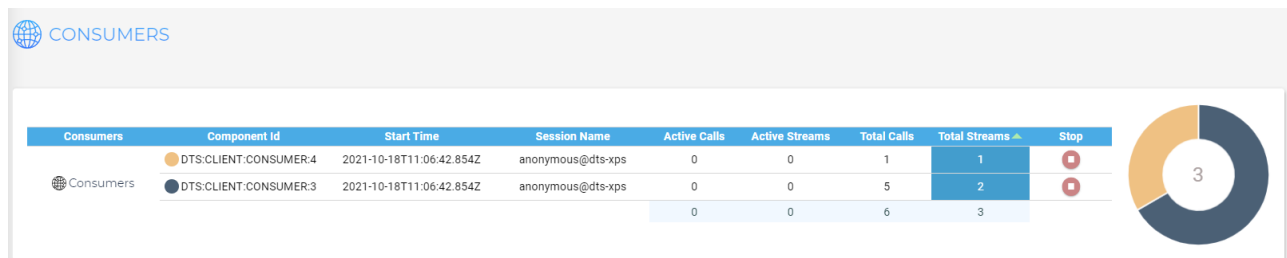 CONSUMERS
Consumers Component Id Start Time Session Name Active Calls Active Streams Total Calls Total Streams Stop
DTS:CLIENT:CONSUMER:4 2021-10-18T11:06:42.854Z anonymous@dts-xps 0 0 1 1
Consumers
DTS:CLIENT:CONSUMER:3 2021-10-18T11:06:42.854Z anonymous@dts-xps 0 0 5 2
0 0 6 3
3